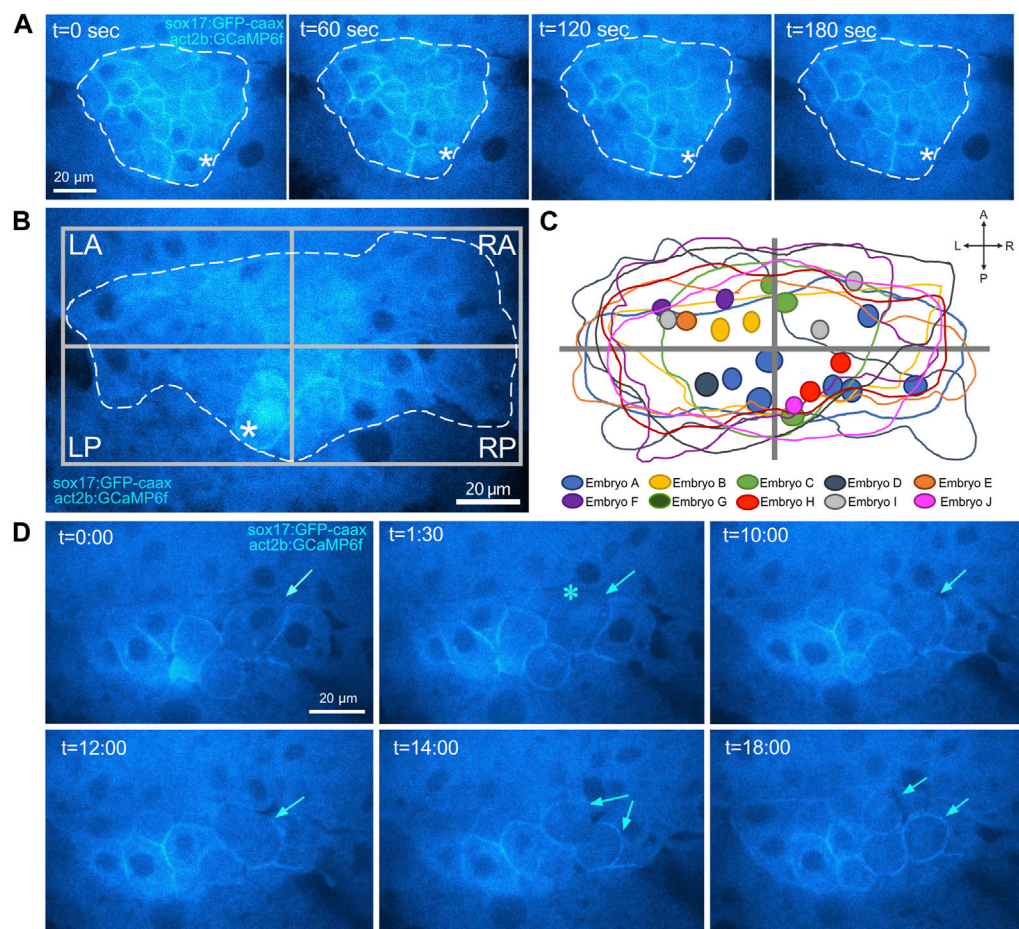 A
t=0 sec
sox17:GFP-caax
act2b:GCaMP6f
20 µm
*
t=60 sec
*
t=120 sec
*
t=180 sec
*
B
LA
RA
LP
RP
*
sox17:GFP-caax
act2b:GCaMP6f
20 µm
C
A
L R
P
Embryo A Embryo B Embryo C Embryo D Embryo E
Embryo F Embryo G Embryo H Embryo I Embryo J
D
t=0:00
sox17:GFP-caax
act2b:GCaMP6f
20 µm
t=1:30
*
t=10:00
t=12:00
t=14:00
t=18:00